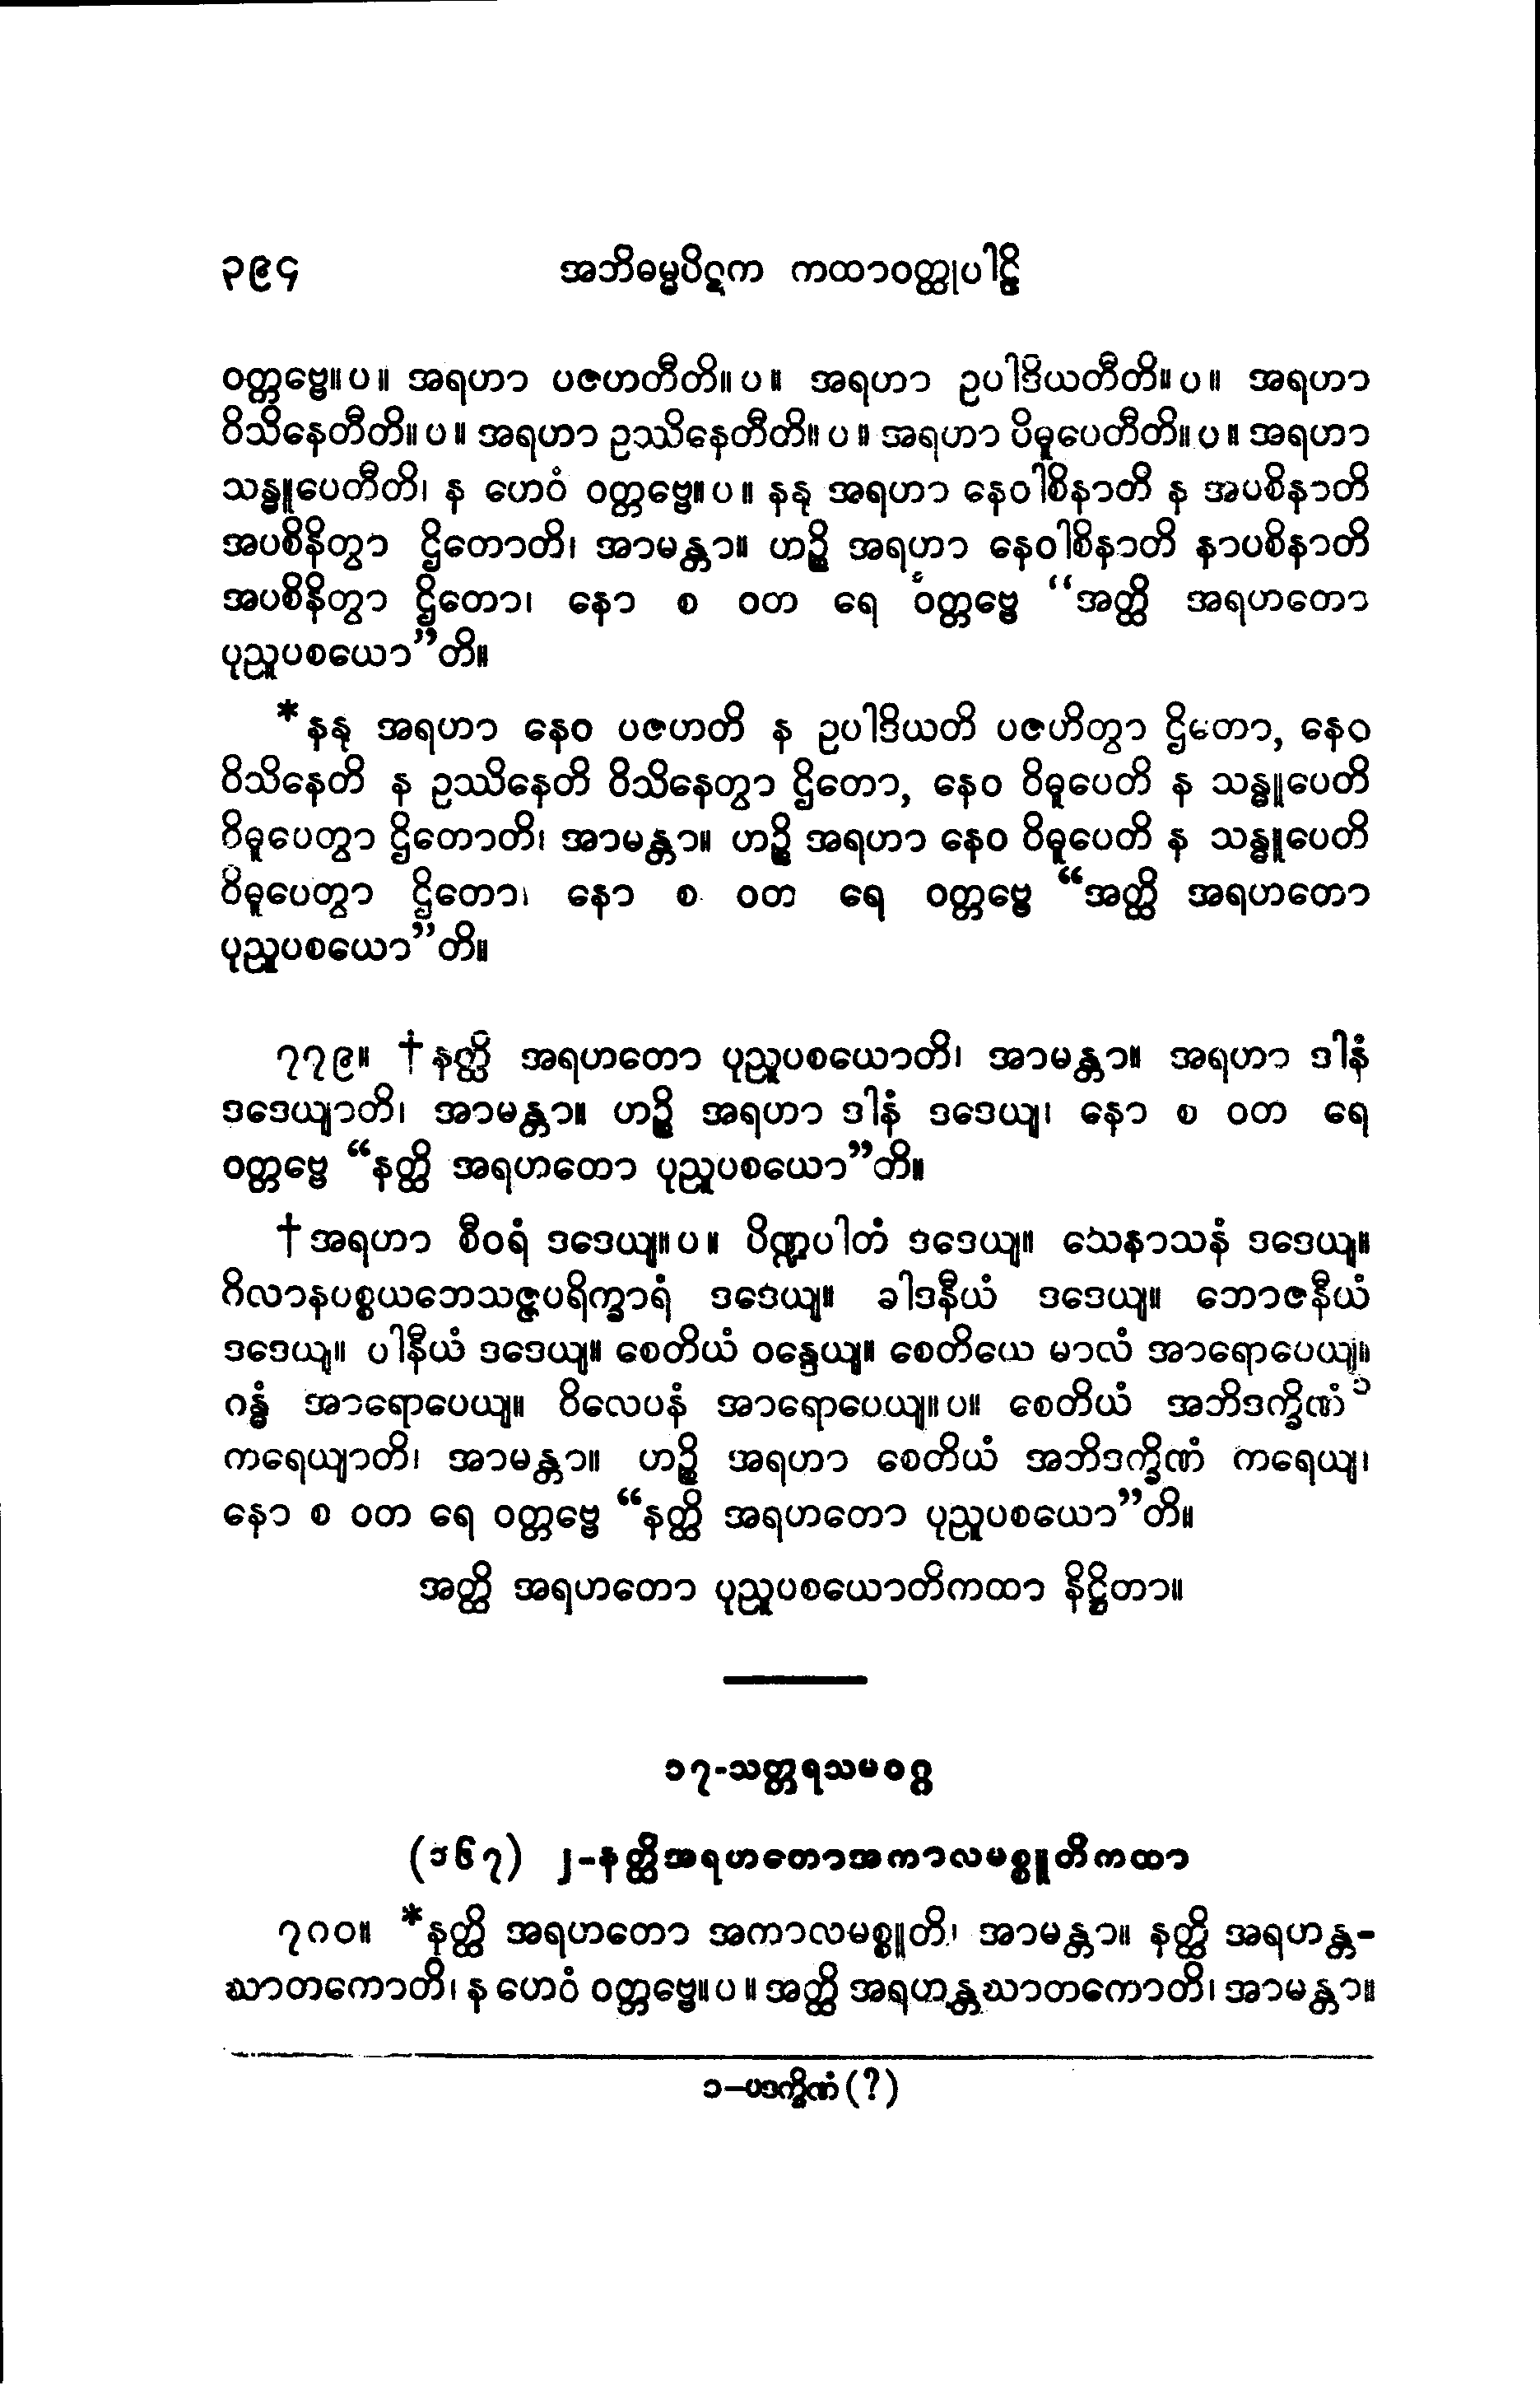 ၃၉၄ အဘိဓမ္မပိဋက ကထာဝတ္ထုပါဠိ
ဝတ္တဗ္ဗေ။ပ။ အရဟာ ပဇဟတီတိ။ပ။ အရဟာ ဥပါဒိယတီတိ။ပ။ အရဟာ
ဝိသိနေတီတိ။ပ။ အရဟာ ဥဿိနေတီတိ။ပ။ အရဟာ ဝိဓူပေတီတိ။ပ။ အရဟာ
သန္ဓူပေတီတိ၊ န ဟေဝံ ဝတ္တဗ္ဗေ။ပ။ နနု အရဟာ နေဝါစိနာတိ န အပစိနာတိ
အပစိနိတွာ ဌိတောတိ၊ အာမန္တာ။ ဟဉ္စိ အရဟာ နေဝါစိနာတိ နာပစိနာတိ
အပစိနိတွာ ဌိတော၊ နော စ ဝတ ရေ ဝတ္တဗ္ဗေ “အတ္ထိ အရဟတော
ပုညူပစယော”တိ။
*နနု အရဟာ နေဝ ပဇဟတိ န ဥပါဒိယတိ ပဇဟိတွာ ဌိတော, နေဝ
ဝိသိနေတိ န ဥဿိနေတိ ဝိသိနေတွာ ဌိတော, နေဝ ဝိဓူပေတိ န သန္ဓူပေတိ
ဝိဓူပေတွာ ဌိတောတိ၊ အာမန္တာ။ ဟဉ္စိ အရဟာ နေဝ ဝိဓူပေတိ န သန္ဓူပေတိ
ဝိဓူပေတွာ ဌိတော၊ နော စ ဝတ ရေ ဝတ္တဗ္ဗေ “အတ္ထိ အရဟတော
ပုညူပစယော”တိ။
၇၇၉။ †နတ္ထိ အရဟတော ပုညူပစယောတိ၊ အာမန္တာ။ အရဟာ ဒါနံ
ဒဒေယျာတိ၊ အာမန္တာ။ ဟဉ္စိ အရဟာ ဒါနံ ဒဒေယျ၊ နော စ ဝတ ရေ
ဝတ္တဗ္ဗေ “နတ္ထိ အရဟတော ပုညူပစယော”တိ။
†အရဟာ စီဝရံ ဒဒေယျ။ပ။ ပိဏ္ဍပါတံ ဒဒေယျ။ သေနာသနံ ဒဒေယျ။
ဂိလာနပစ္စယဘေသဇ္ဇပရိက္ခာရံ ဒဒေယျ။ ခါဒနီယံ ဒဒေယျ။ ဘောဇနီယံ
ဒဒေယျ။ ပါနီယံ ဒဒေယျ။ စေတိယံ ဝန္ဒေယျ။ စေတိယေ မာလံ အာရောပေယျ။
ဂန္ဓံ အာရောပေယျ။ ဝိလေပနံ အာရောပေယျ။ပ။ စေတိယံ အဘိဒက္ခိဏံ၁
ကရေယျာတိ၊ အာမန္တာ။ ဟဉ္စိ အရဟာ စေတိယံ အဘိဒက္ခိဏံ ကရေယျ၊
နော စ ဝတ ရေ ဝတ္တဗ္ဗေ “နတ္ထိ အရဟတော ပုညူပစယော”တိ။
အတ္ထိ အရဟတော ပုညူပစယောတိကထာ နိဋ္ဌိတာ။
၁၇-သတ္တရသမဝဂ္ဂ
(၁၆၇) ၂-နတ္ထိအရဟတောအကာလမစ္စူတိကထာ
၇၈၀။ *နတ္ထိ အရဟတော အကာလမစ္စူတိ၊ အာမန္တာ။ နတ္ထိ အရဟန္တ-
ဃာတကောတိ၊ န ဟေဝံ ဝတ္တဗ္ဗေ။ပ။ အတ္ထိ အရဟန္တဃာတကောတိ၊ အာမန္တာ။
၁-ပဒက္ခိဏံ (?)